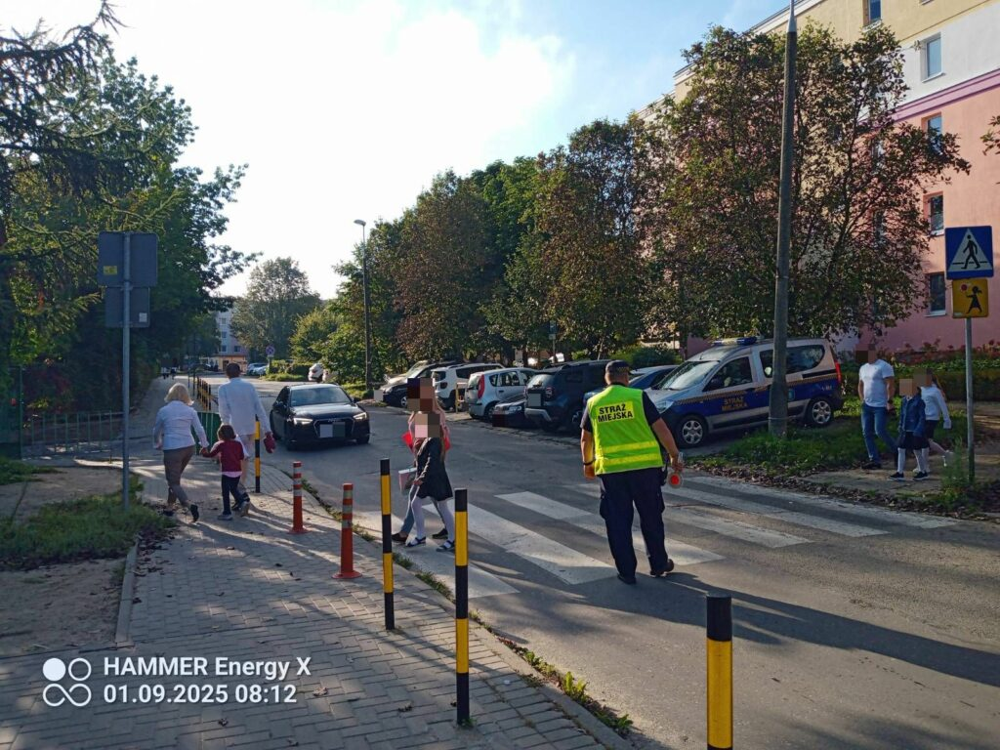 STRAŻ
MIEJSKA
STRAŻ
MIEJSKA
HAMMER Energy X
01.09.2025 08:12